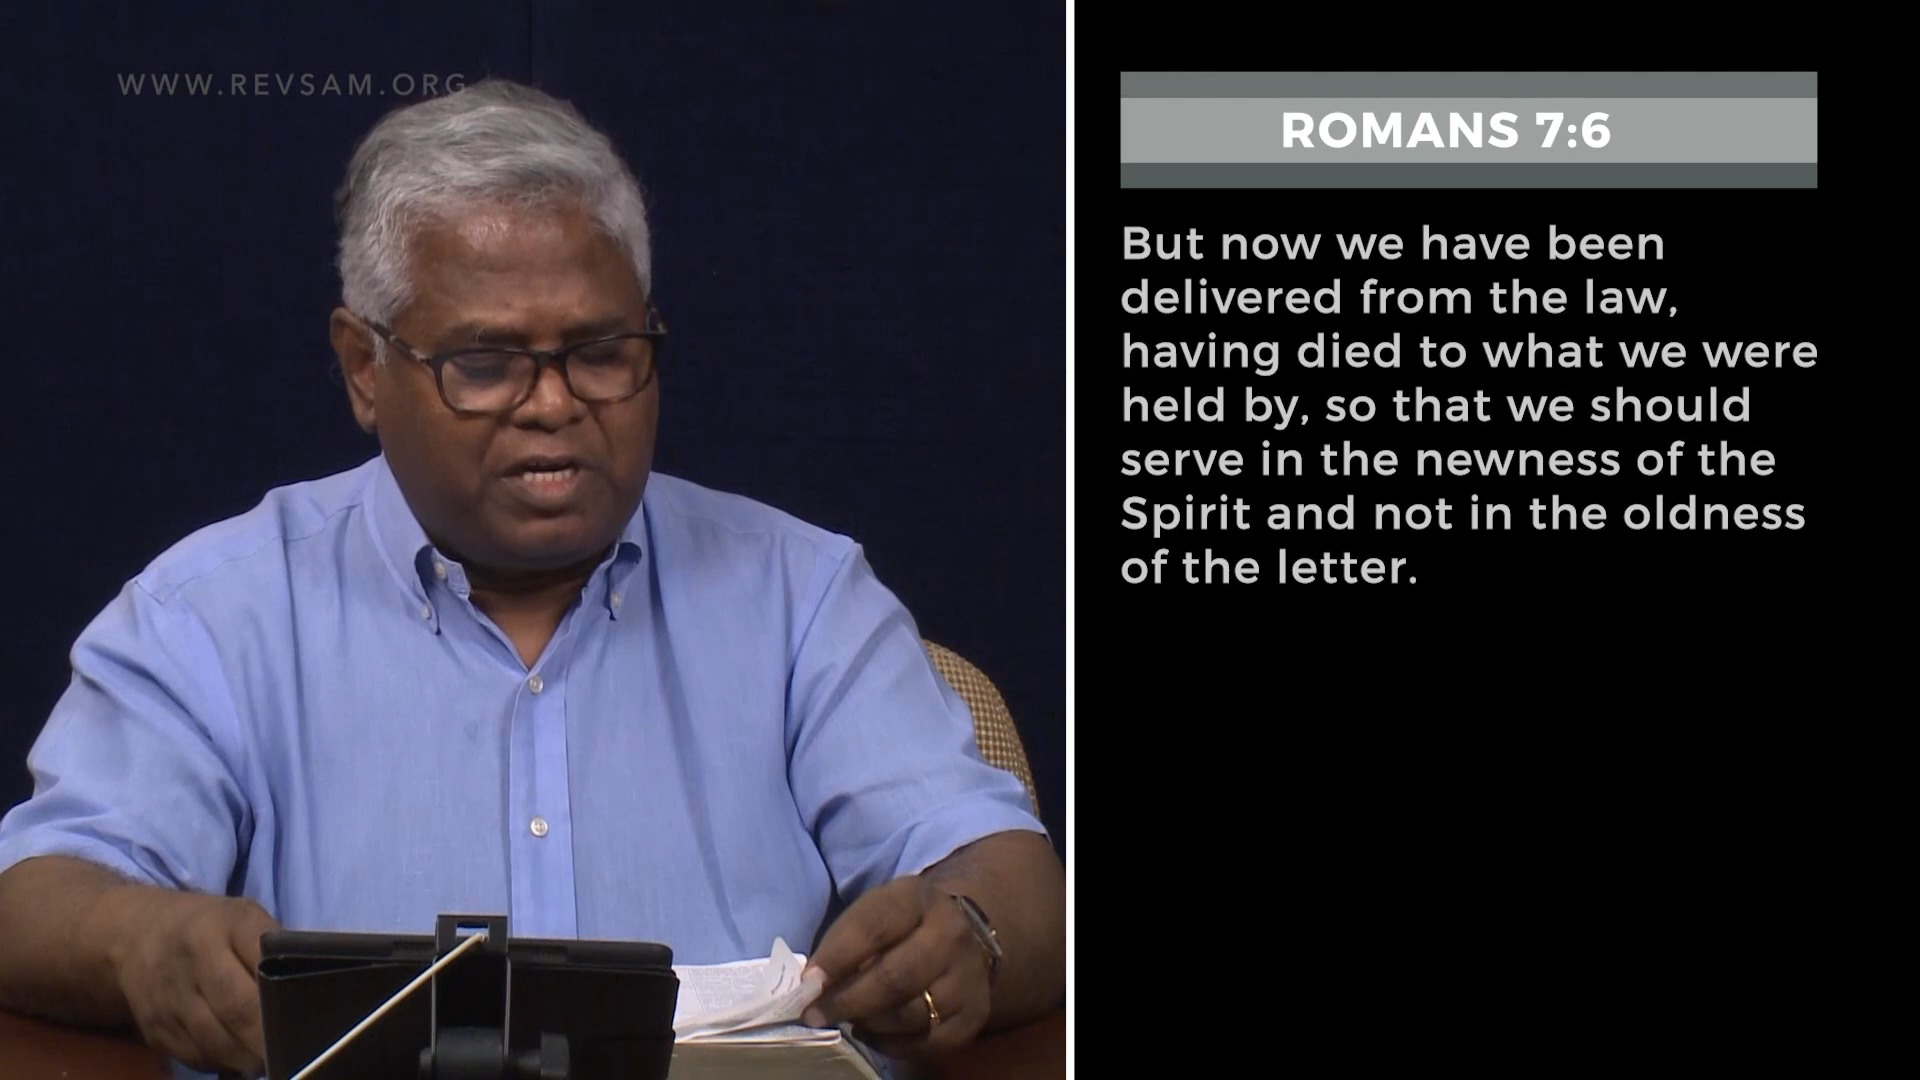 WWW.REVSAM.ORG
ROMANS 7:6
But now we have been
delivered from the law,
having died to what we were
held by, so that we should
serve in the newness of the
Spirit and not in the oldness
of the letter.